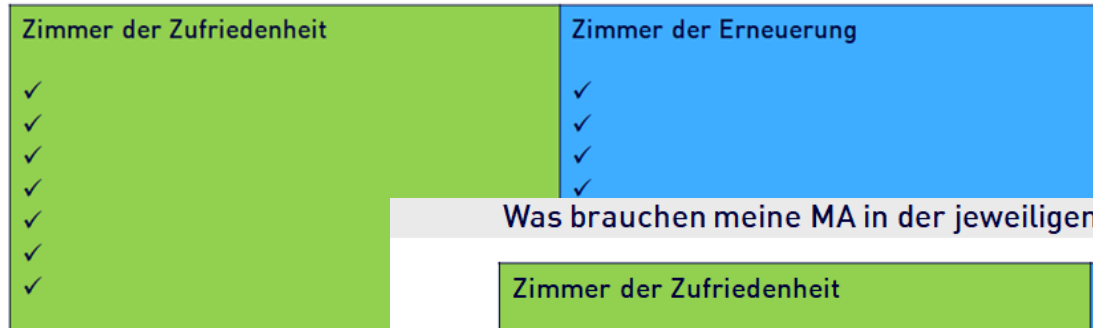 Zimmer der Zufriedenheit
✓
✓
✓
✓
✓
✓
✓
Zimmer der Erneuerung
✓
✓
✓
✓
Was brauchen meine MA in der jeweiligen
Zimmer der Zufriedenheit